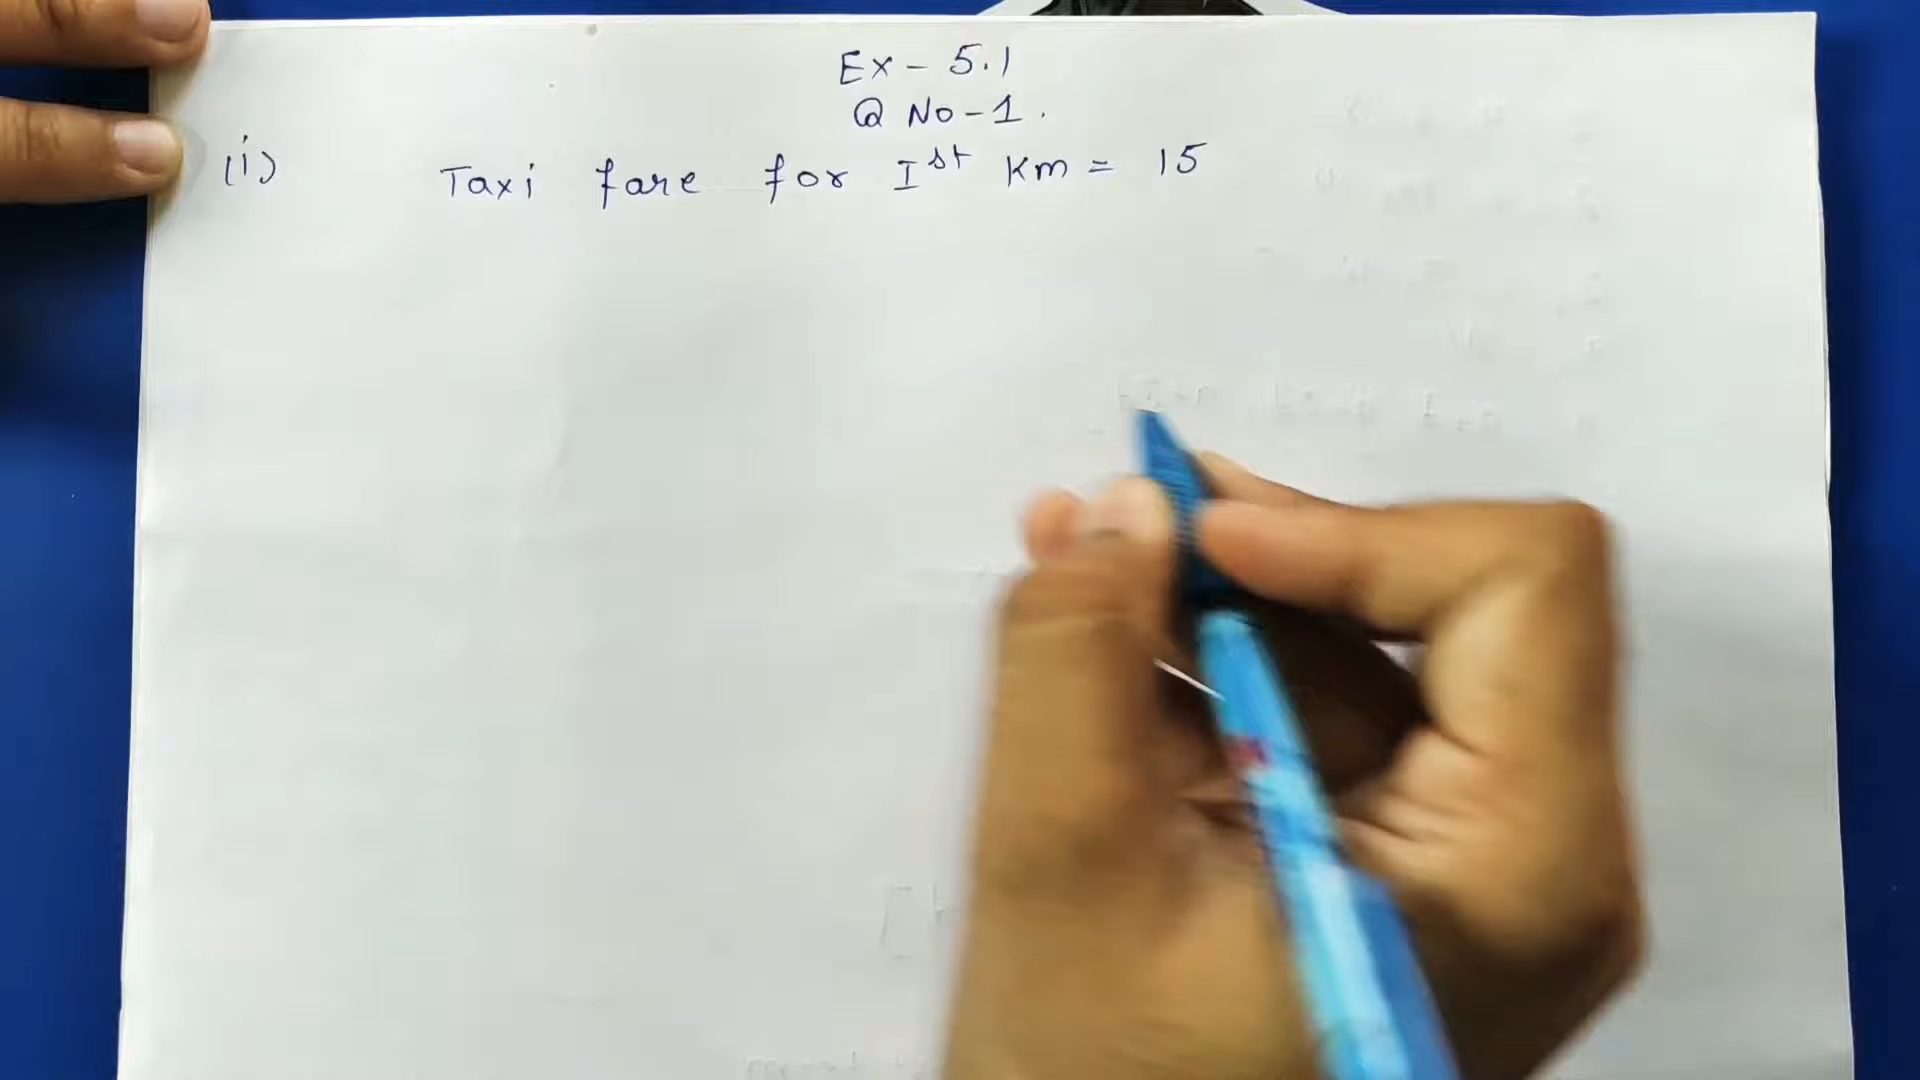 Ex - 5.1
Q No - 1.
(i) Taxi fare for Ist Km = 15